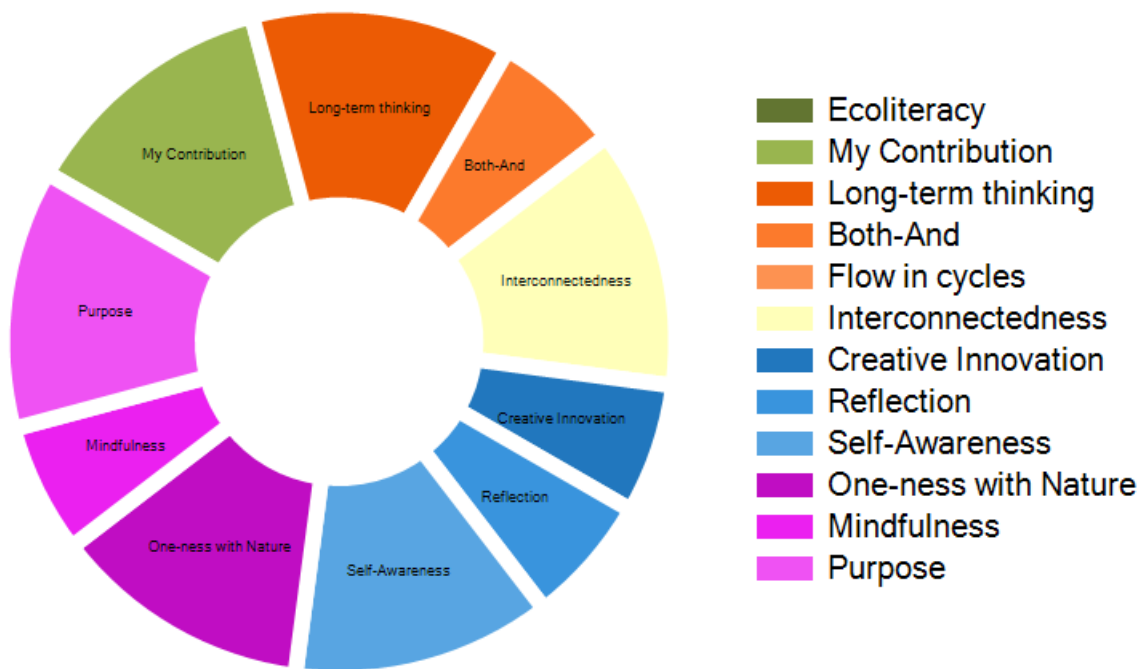 Long-term thinking
My Contribution
Both-And
Interconnectedness
Purpose
Creative Innovation
Mindfulness
Reflection
One-ness with Nature
Self-Awareness
Ecoliteracy
My Contribution
Long-term thinking
Both-And
Flow in cycles
Interconnectedness
Creative Innovation
Reflection
Self-Awareness
One-ness with Nature
Mindfulness
Purpose